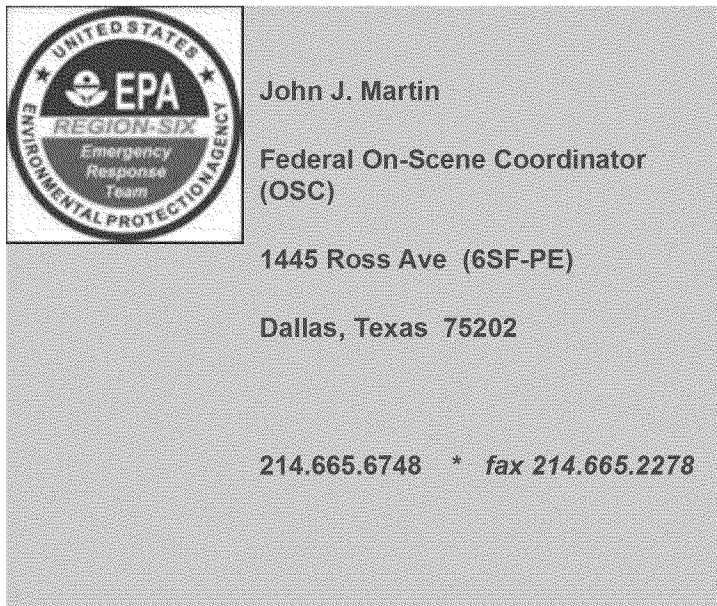 UNITED STATES
ENVIRONMENTAL PROTECTION AGENCY
EPA
REGION-SIX
Emergency
Response
Team
John J. Martin
Federal On-Scene Coordinator
(OSC)
1445 Ross Ave (6SF-PE)
Dallas, Texas 75202
214.665.6748 * fax 214.665.2278